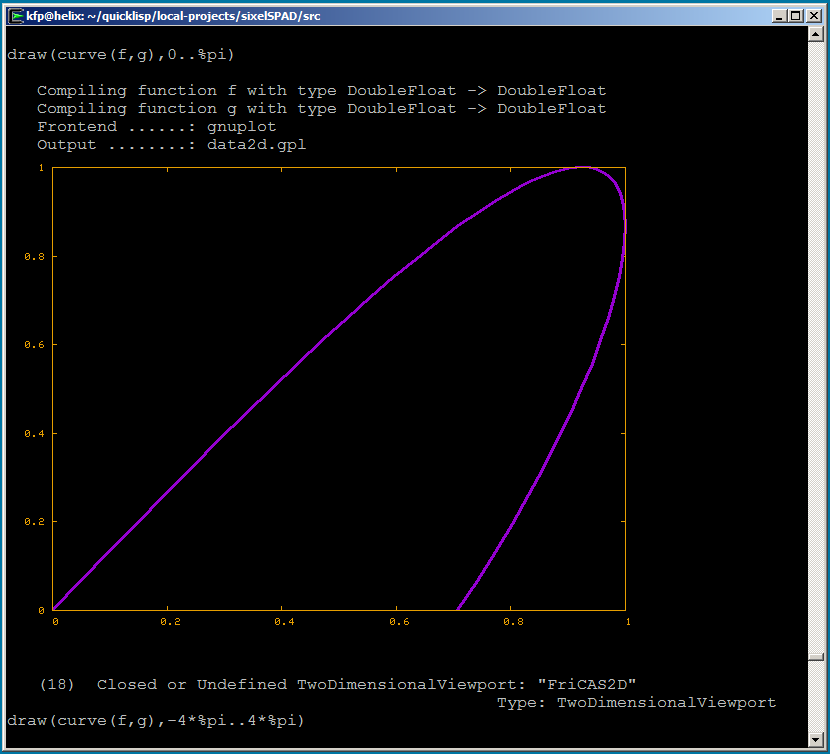 kfp@helix: ~/quicklisp/local-projects/sixelSPAD/src
draw(curve(f,g),0..%pi)
Compiling function f with type DoubleFloat -> DoubleFloat
Compiling function g with type DoubleFloat -> DoubleFloat
Frontend ......: gnuplot
Output ........: data2d.gpl
1
0.8
0.6
0.4
0.2
0
0 0.2 0.4 0.6 0.8 1
(18)  Closed or Undefined TwoDimensionalViewport: "FriCAS2D"
Type: TwoDimensionalViewport
draw(curve(f,g),-4*%pi..4*%pi)